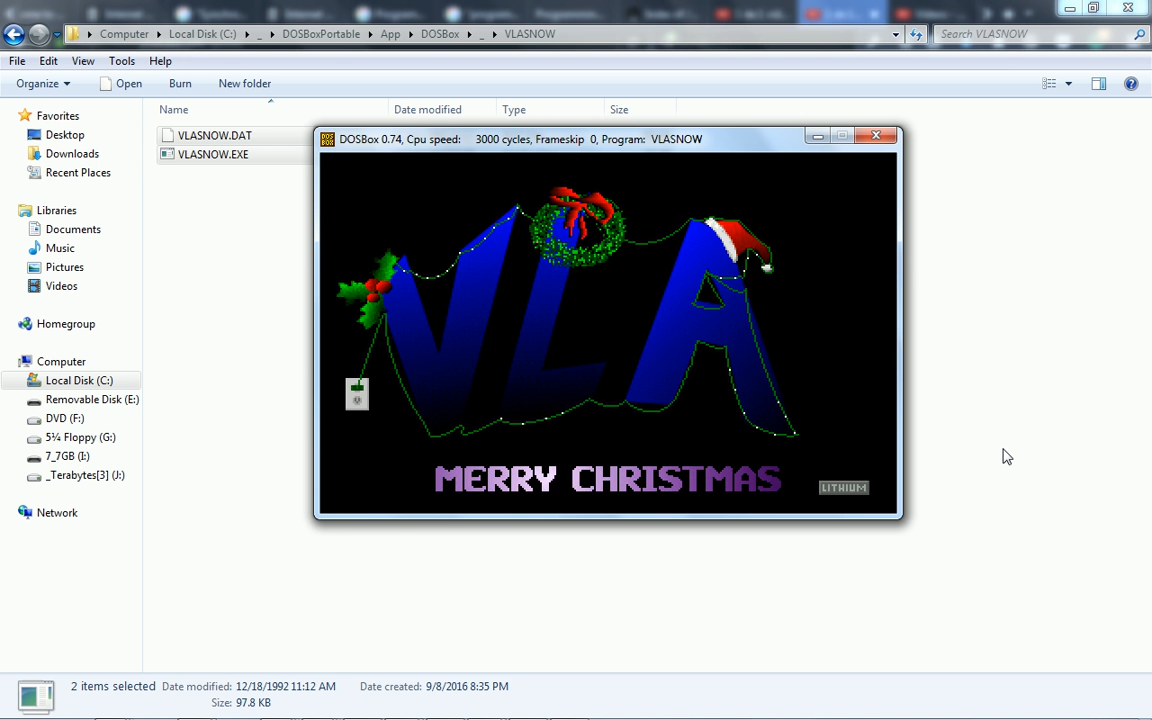 Computer ▸ Local Disk (C:) ▸ _ ▸ DOSBoxPortable ▸ App ▸ DOSBox ▸ _ ▸ VLASNOW
Search VLASNOW
File Edit View Tools Help
Organize Open Burn New folder
Name Date modified Type Size
Favorites
Desktop
Downloads
Recent Places
Libraries
Documents
Music
Pictures
Videos
Homegroup
Computer
Local Disk (C:)
Removable Disk (E:)
DVD (F:)
5¼ Floppy (G:)
7_7GB (I:)
_Terabytes[3] (J:)
Network
VLASNOW.DAT
VLASNOW.EXE
DOS BOX
DOSBox 0.74, Cpu speed: 3000 cycles, Frameskip 0, Program: VLASNOW
VLA
MERRY CHRISTMAS
LITHIUM
2 items selected Date modified: 12/18/1992 11:12 AM Date created: 9/8/2016 8:35 PM
Size: 97.8 KB